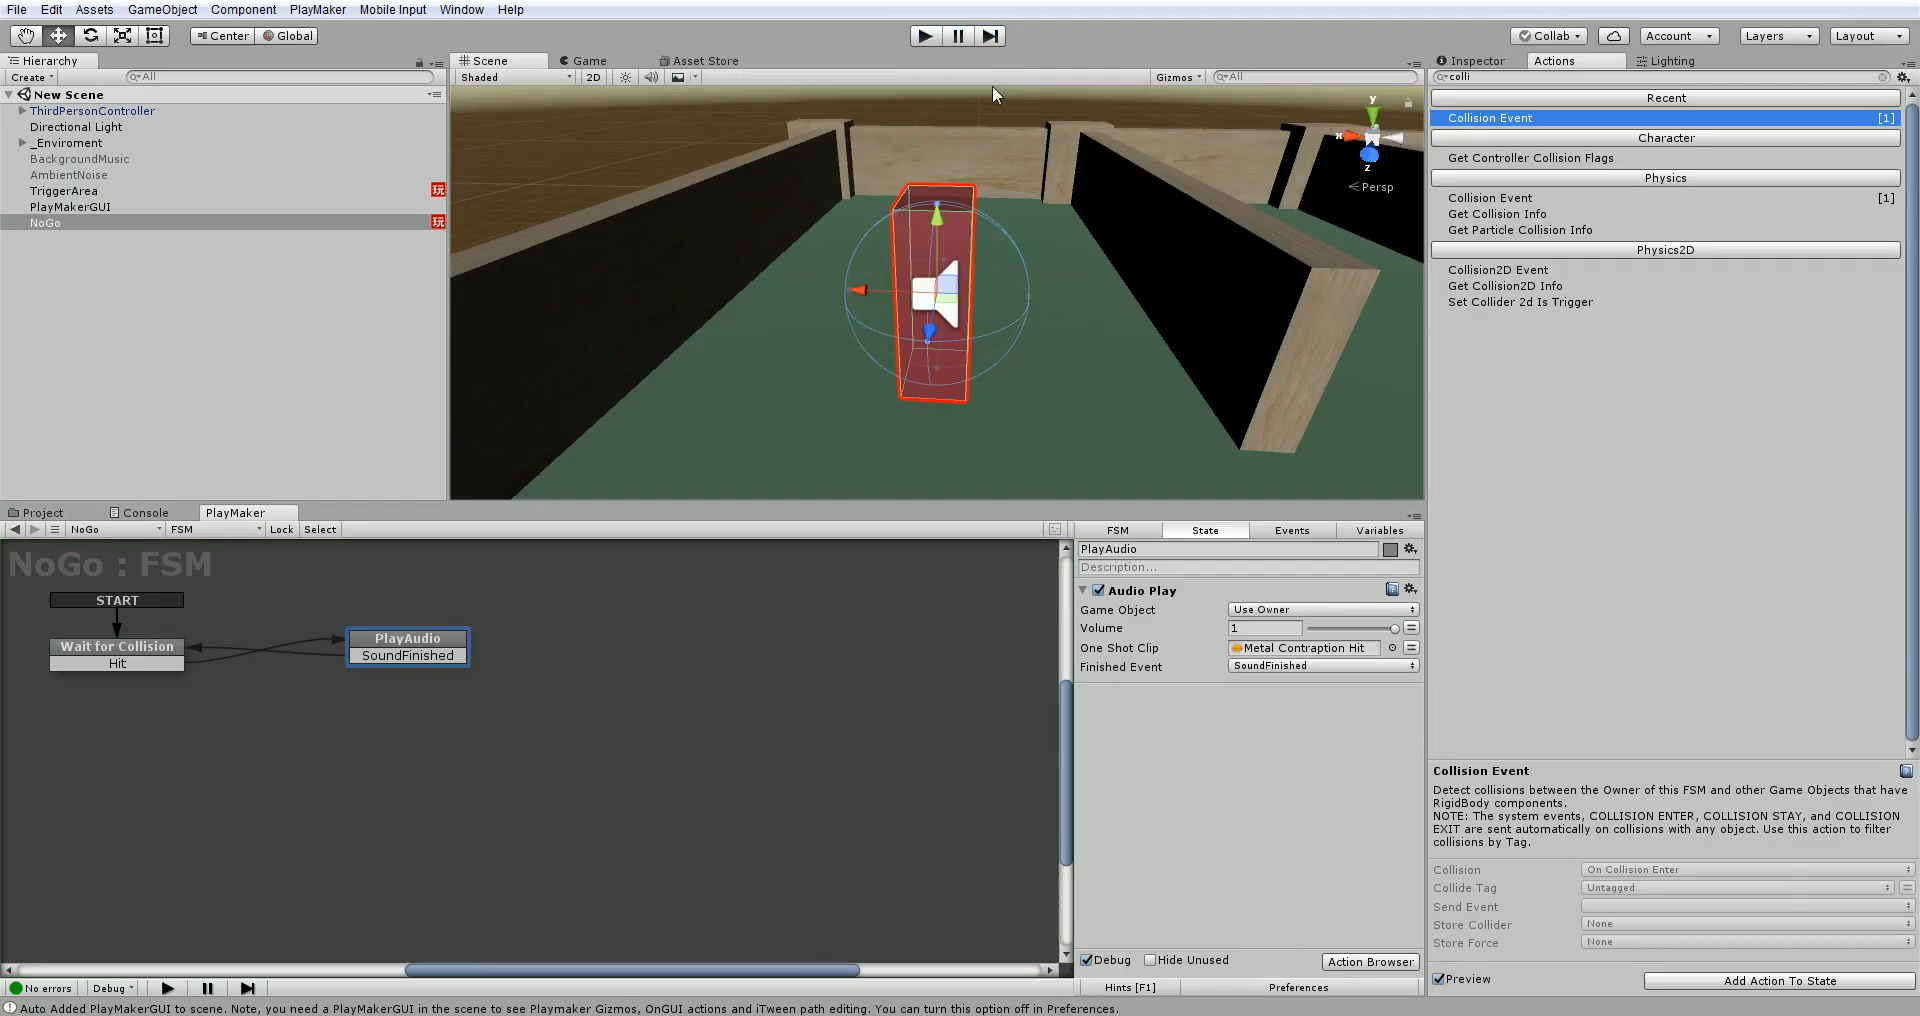 File Edit Assets GameObject Component PlayMaker Mobile Input Window Help
Center Global Collab Account Layers Layout
Hierarchy
Create All
New Scene
ThirdPersonController
Directional Light
_Enviroment
BackgroundMusic
AmbientNoise
TriggerArea 玩
PlayMakerGUI
NoGo 玩
Scene Game Asset Store
Shaded 2D Gizmos All
y
x
z
Persp
Inspector Actions Lighting
colli
Recent
Collision Event [1]
Character
Get Controller Collision Flags
Physics
Collision Event [1]
Get Collision Info
Get Particle Collision Info
Physics2D
Collision2D Event
Get Collision2D Info
Set Collider 2d Is Trigger
Project Console PlayMaker
NoGo FSM Lock Select
NoGo : FSM
START
Wait for Collision
Hit
PlayAudio
SoundFinished
FSM State Events Variables
PlayAudio
Description...
Audio Play
Game Object Use Owner
Volume 1
One Shot Clip Metal Contraption Hit
Finished Event SoundFinished
Debug Hide Unused Action Browser
Hints [F1] Preferences
Collision Event
Detect collisions between the Owner of this FSM and other Game Objects that have
RigidBody components.
NOTE: The system events, COLLISION ENTER, COLLISION STAY, and COLLISION
EXIT are sent automatically on collisions with any object. Use this action to filter
collisions by Tag.
Collision On Collision Enter
Collide Tag Untagged
Send Event
Store Collider None
Store Force None
Preview Add Action To State
No errors Debug
Auto Added PlayMakerGUI to scene. Note, you need a PlayMakerGUI in the scene to see Playmaker Gizmos, OnGUI actions and iTween path editing. You can turn this option off in Preferences.